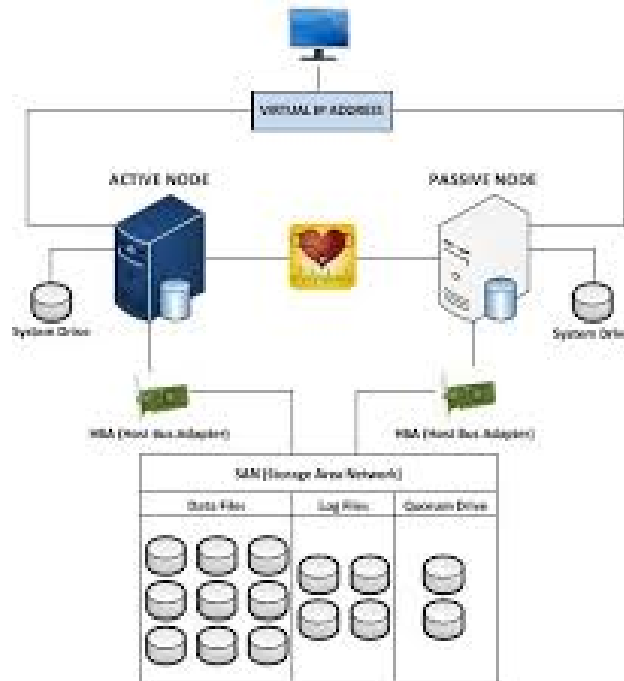 VIRTUAL IP ADDRESS
ACTIVE NODE
PASSIVE NODE
System Drive
System Driv
HBA (Host Bus Adapter)
HBA (Host Bus Adapter)
SAN (Storage Area Network)
Data Files
Log Files
Quorum Drive